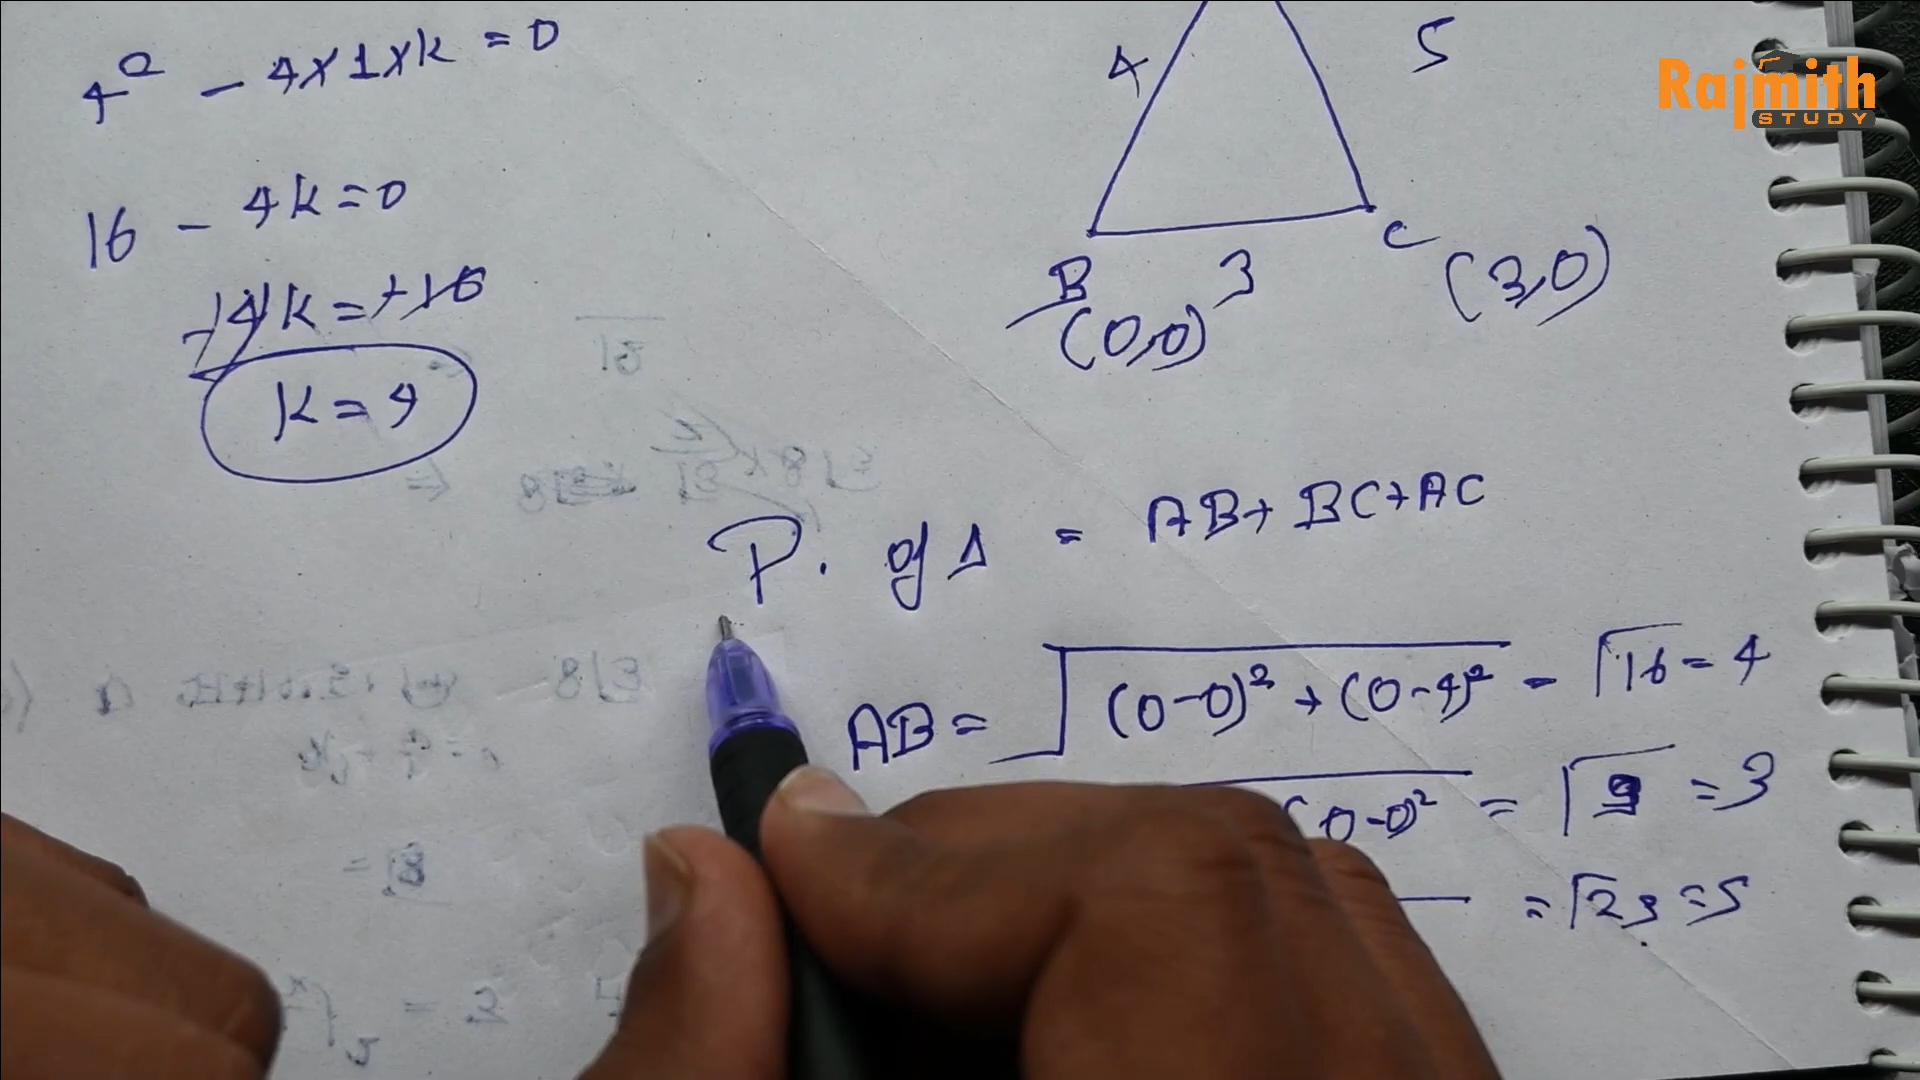 4² - 4×1×k = 0
16 - 4k = 0
-4k = +16
k = 4
4
5
B
3
C
(3,0)
(0,0)
P. of Δ = AB + BC + AC
AB = √(0-0)² + (0-4)² = √16 = 4
(0-0)² = √9 = 3
= √25 = 5
Rajmith
STUDY